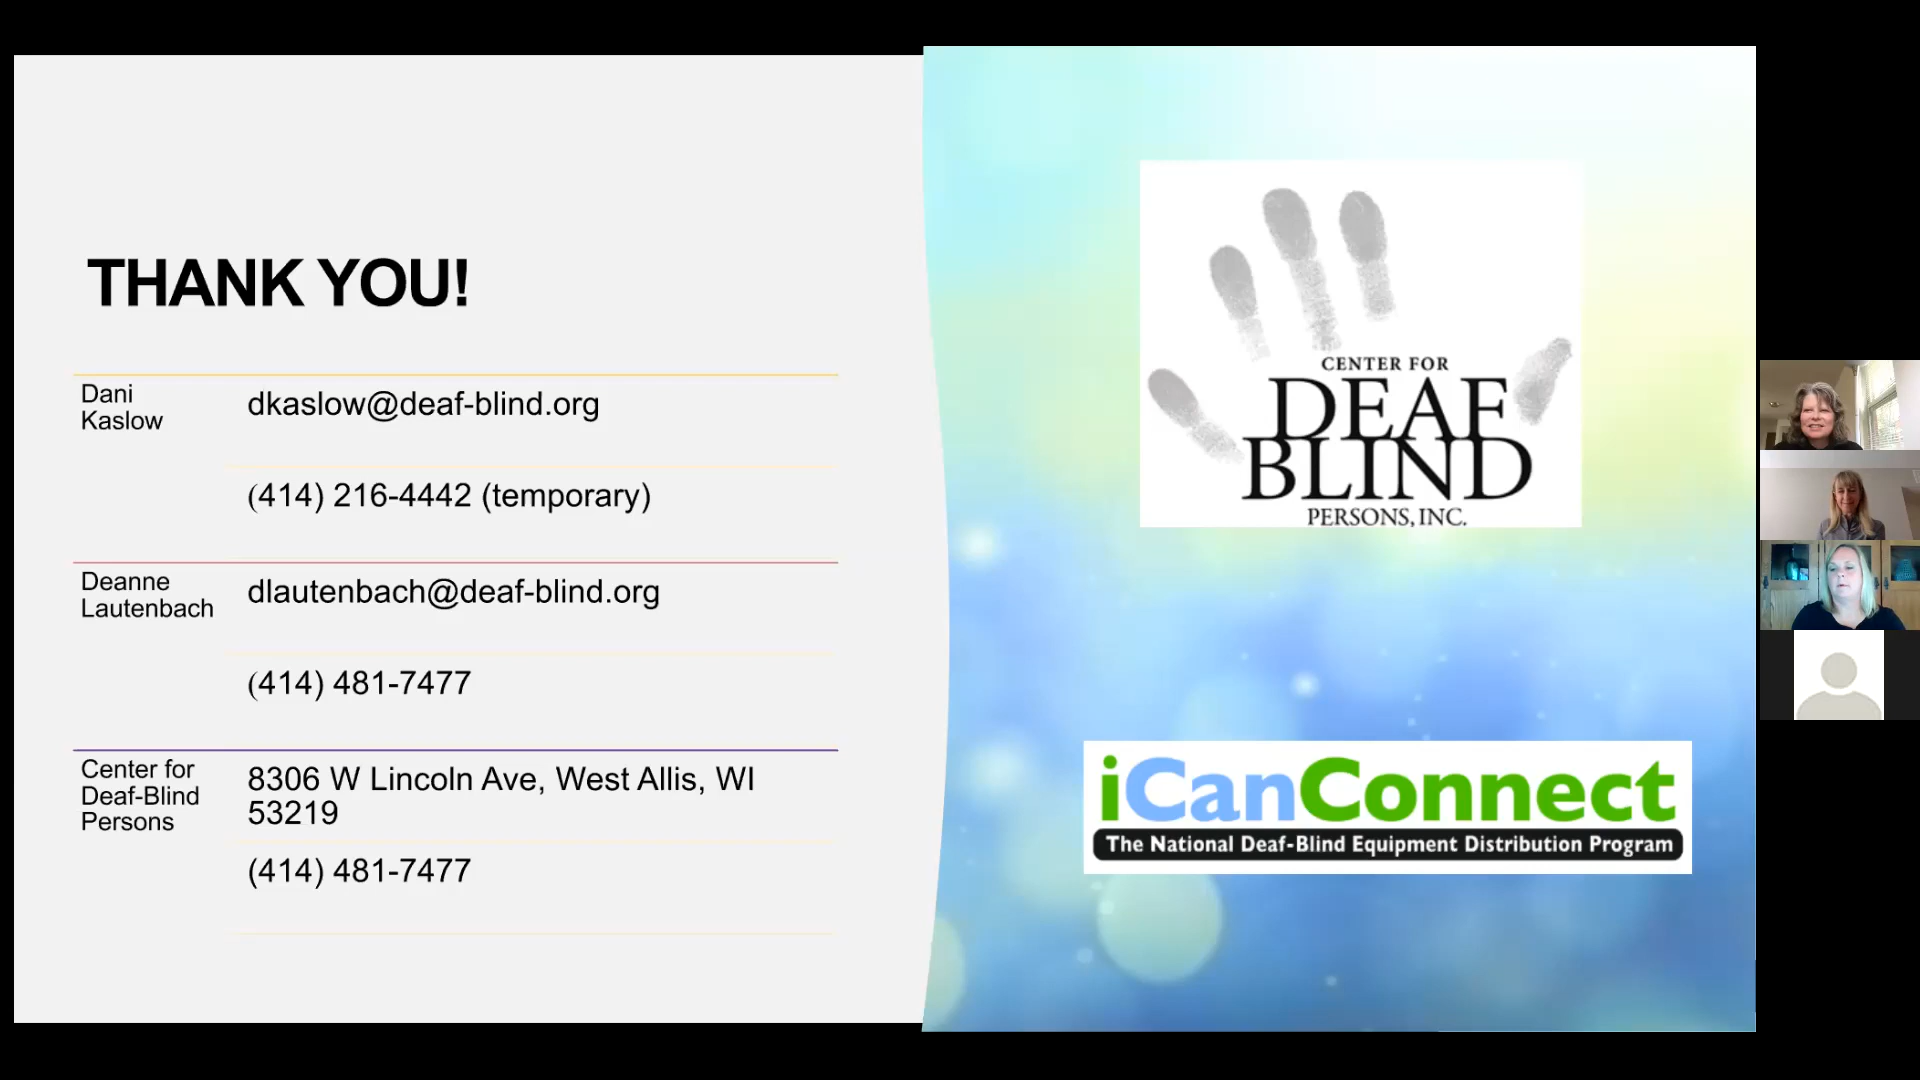 THANK YOU!
Dani
Kaslow
dkaslow@deaf-blind.org
(414) 216-4442 (temporary)
Deanne
Lautenbach
dlautenbach@deaf-blind.org
(414) 481-7477
Center for
Deaf-Blind
Persons
8306 W Lincoln Ave, West Allis, WI
53219
(414) 481-7477
CENTER FOR
DEAF
BLIND
PERSONS, INC.
iCanConnect
The National Deaf-Blind Equipment Distribution Program